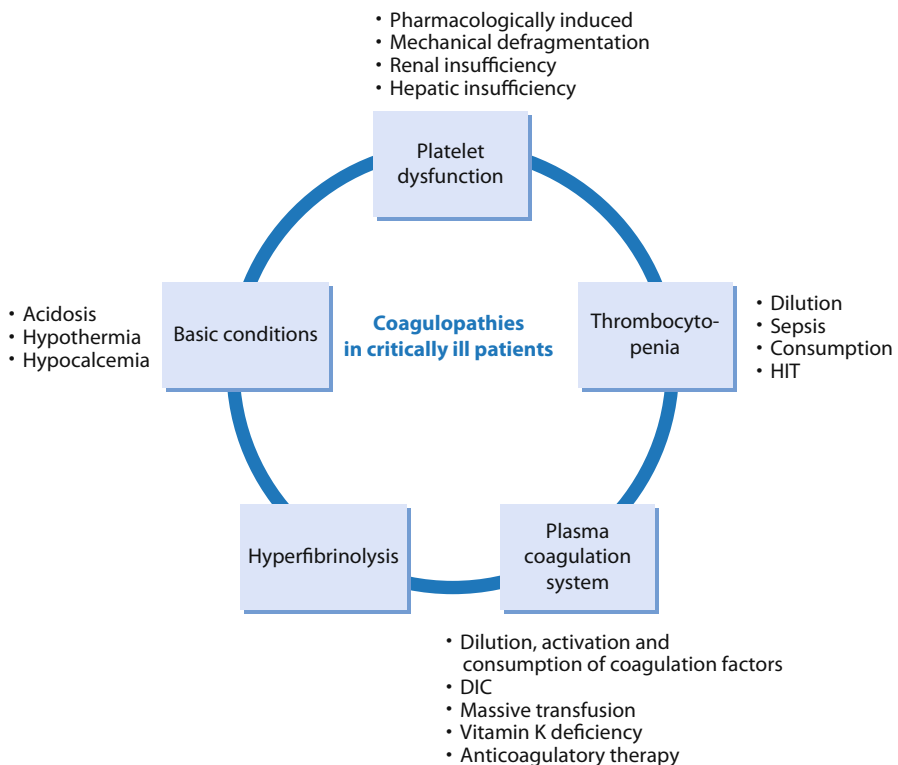 • Pharmacologically induced
• Mechanical defragmentation
• Renal insufficiency
• Hepatic insufficiency
Platelet
dysfunction
• Acidosis
• Hypothermia
• Hypocalcemia
Basic conditions
Coagulopathies
in critically ill patients
Thrombocyto-
penia
• Dilution
• Sepsis
• Consumption
• HIT
Hyperfibrinolysis
Plasma
coagulation
system
• Dilution, activation and
consumption of coagulation factors
• DIC
• Massive transfusion
• Vitamin K deficiency
• Anticoagulatory therapy